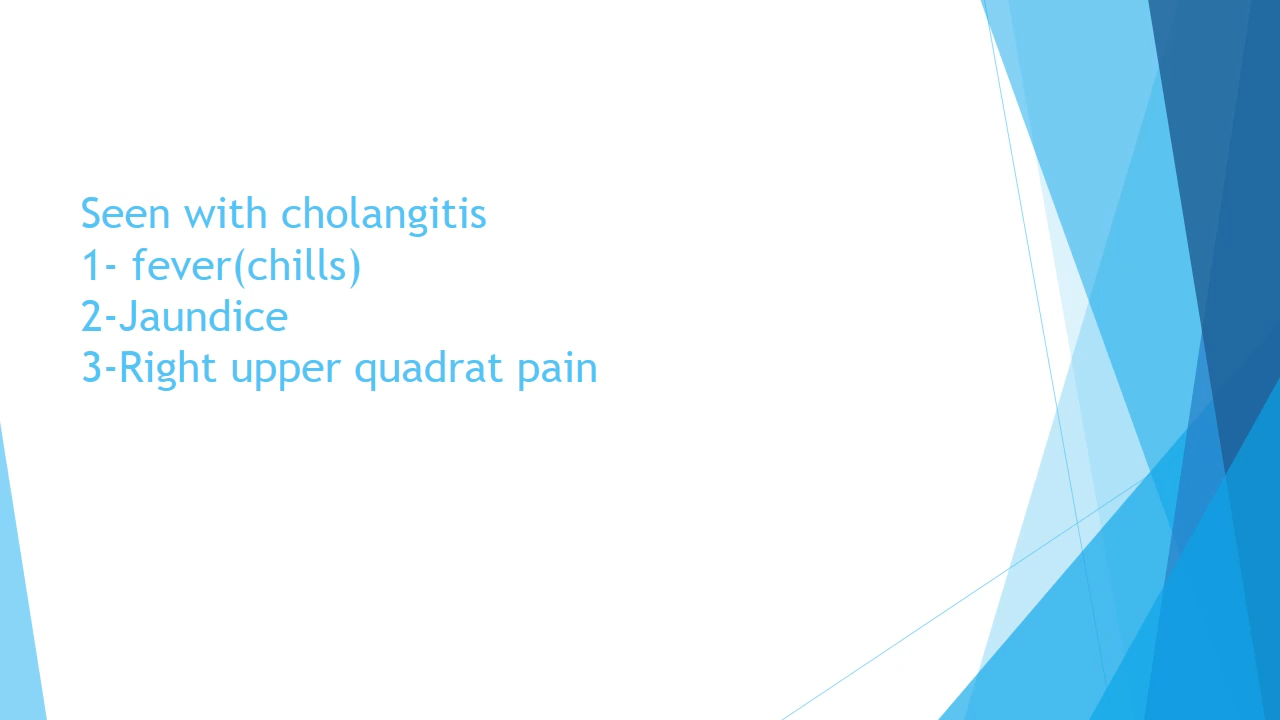 Seen with cholangitis
1- fever(chills)
2-Jaundice
3-Right upper quadrat pain